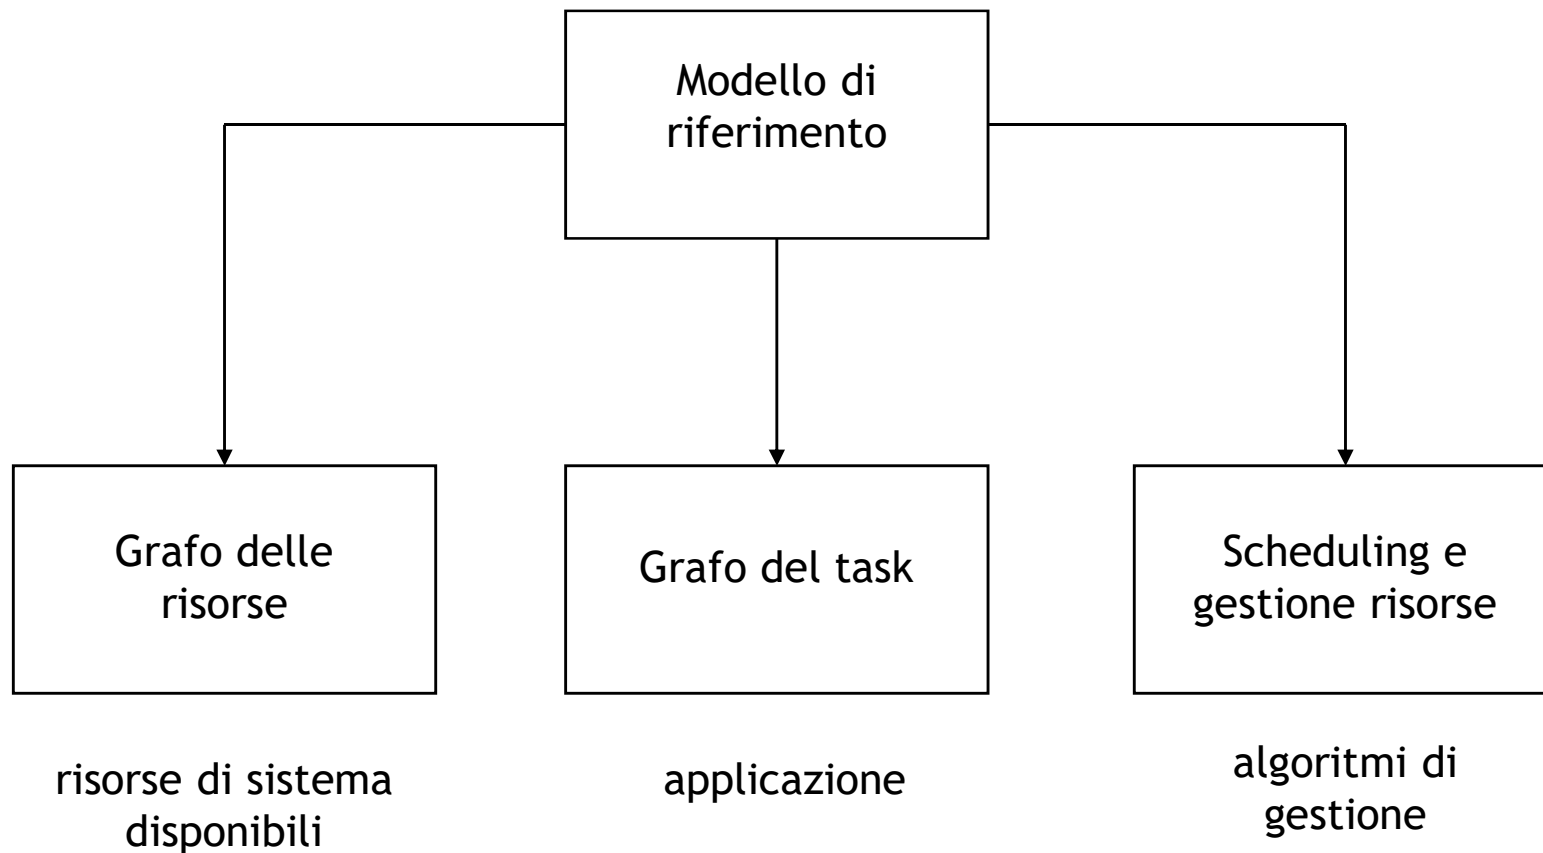 Modello di
riferimento
Grafo delle
risorse
Grafo del task
Scheduling e
gestione risorse
risorse di sistema
disponibili
applicazione
algoritmi di
gestione